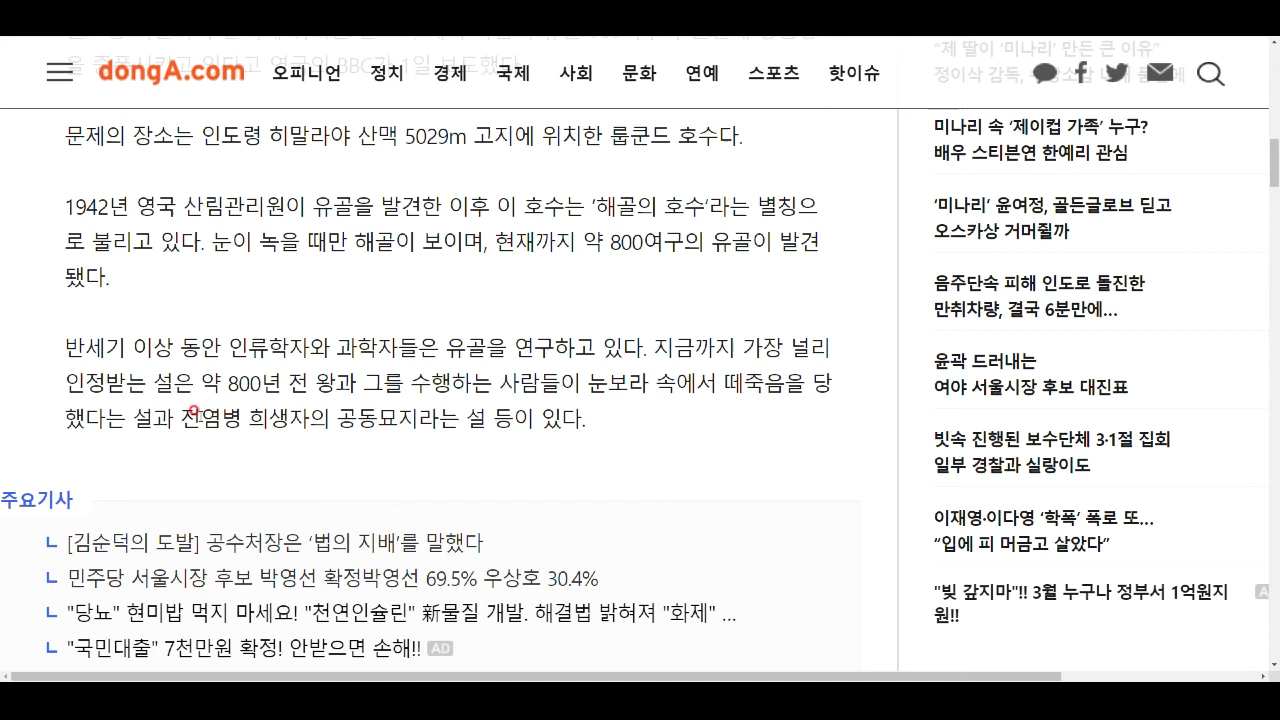 dongA.com
오피니언 정치 경제 국제 사회 문화 연예 스포츠 핫이슈
문제의 장소는 인도령 히말라야 산맥 5029m 고지에 위치한 룹쿤드 호수다.
1942년 영국 산림관리원이 유골을 발견한 이후 이 호수는 ‘해골의 호수’라는 별칭으
로 불리고 있다. 눈이 녹을 때만 해골이 보이며, 현재까지 약 800여구의 유골이 발견
됐다.
반세기 이상 동안 인류학자와 과학자들은 유골을 연구하고 있다. 지금까지 가장 널리
인정받는 설은 약 800년 전 왕과 그를 수행하는 사람들이 눈보라 속에서 떼죽음을 당
했다는 설과 전염병 희생자의 공동묘지라는 설 등이 있다.
주요기사
[김순덕의 도발] 공수처장은 ‘법의 지배’를 말했다
민주당 서울시장 후보 박영선 확정박영선 69.5% 우상호 30.4%
"당뇨" 현미밥 먹지 마세요! "천연인슐린" 新물질 개발. 해결법 밝혀져 "화제" ...
"국민대출" 7천만원 확정! 안받으면 손해!! AD
“제 딸이 ‘미나리’ 만든 큰 이유”
정이삭 감독,
미나리 속 ‘제이컵 가족’ 누구?
배우 스티븐연 한예리 관심
‘미나리’ 윤여정, 골든글로브 딛고
오스카상 거머쥘까
음주단속 피해 인도로 돌진한
만취차량, 결국 6분만에…
윤곽 드러내는
여야 서울시장 후보 대진표
빗속 진행된 보수단체 3·1절 집회
일부 경찰과 실랑이도
이재영·이다영 ‘학폭’ 폭로 또…
“입에 피 머금고 살았다”
"빚 갚지마"!! 3월 누구나 정부서 1억원지
원!!